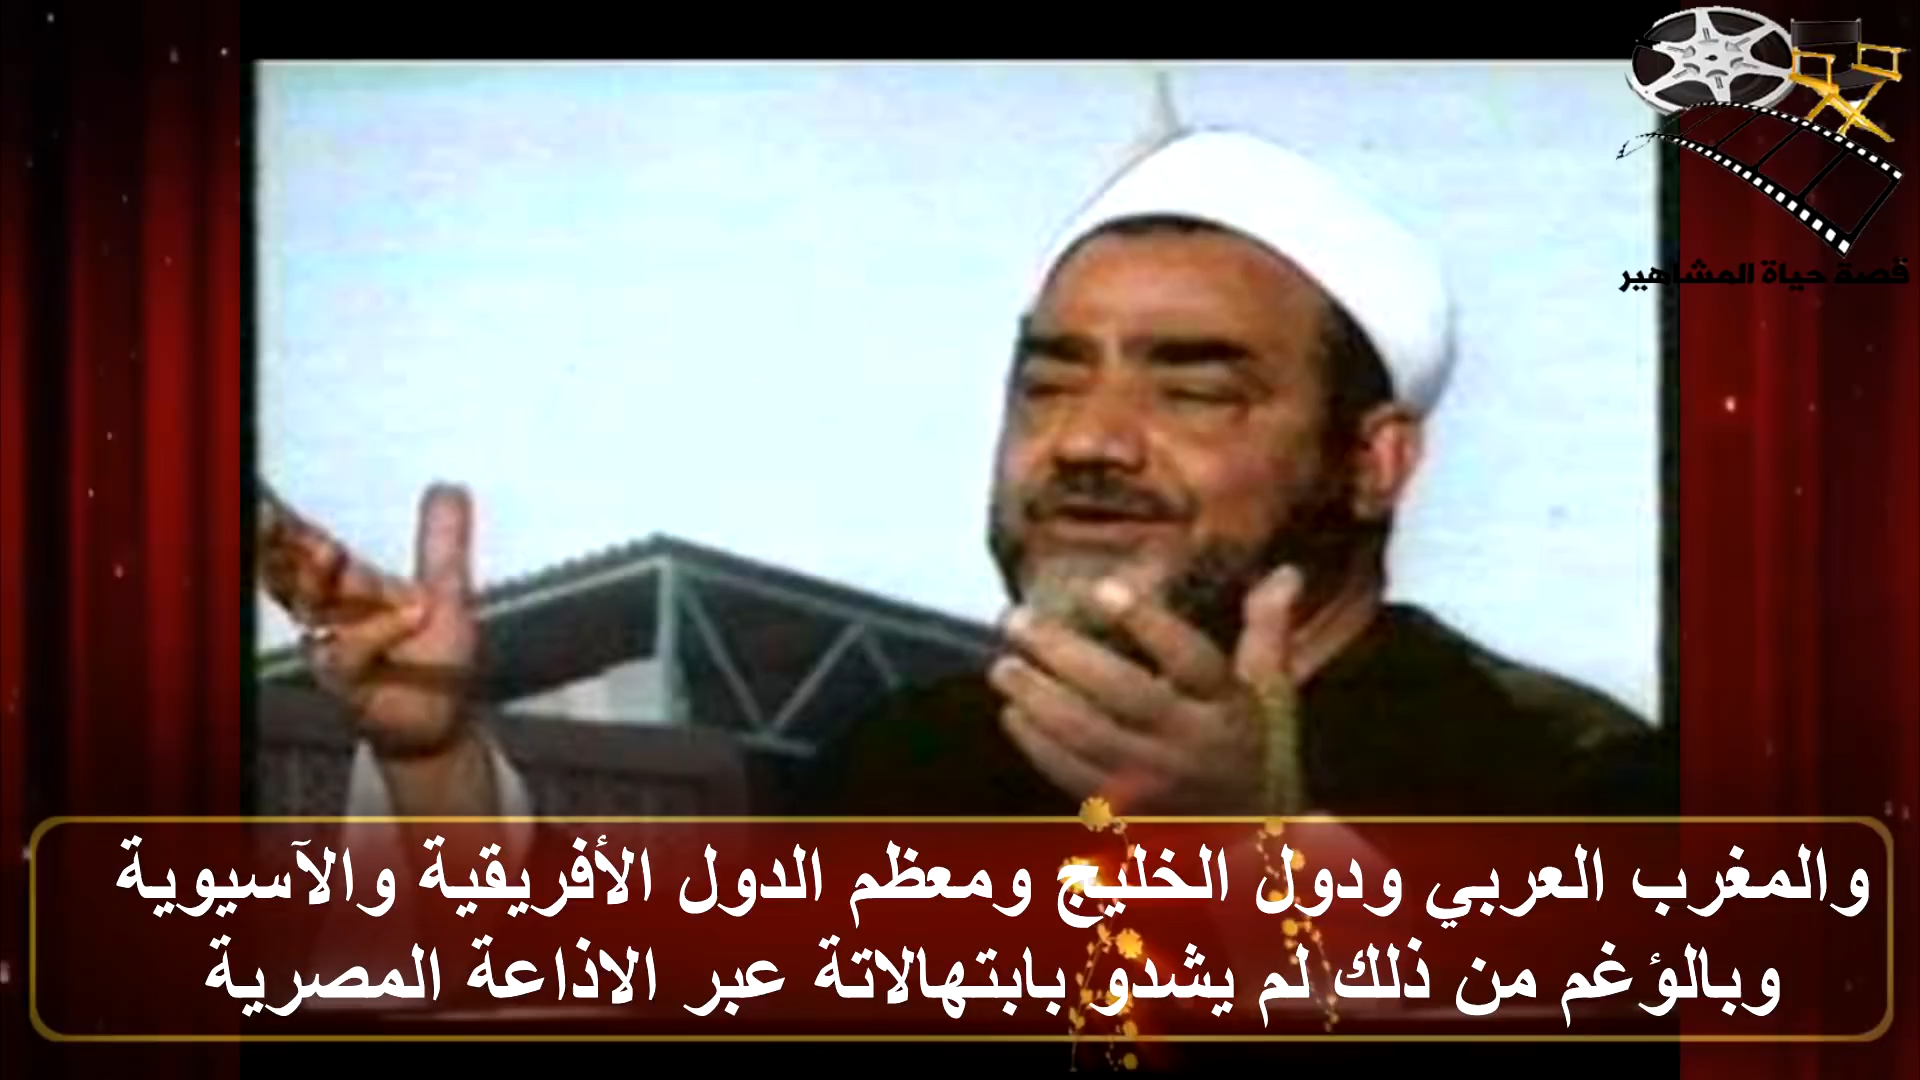 قصة حياة المشاهير
والمغرب العربي ودول الخليج ومعظم الدول الأفريقية والآسيوية
وبالؤغم من ذلك لم يشدو بابتهالاتة عبر الاذاعة المصرية